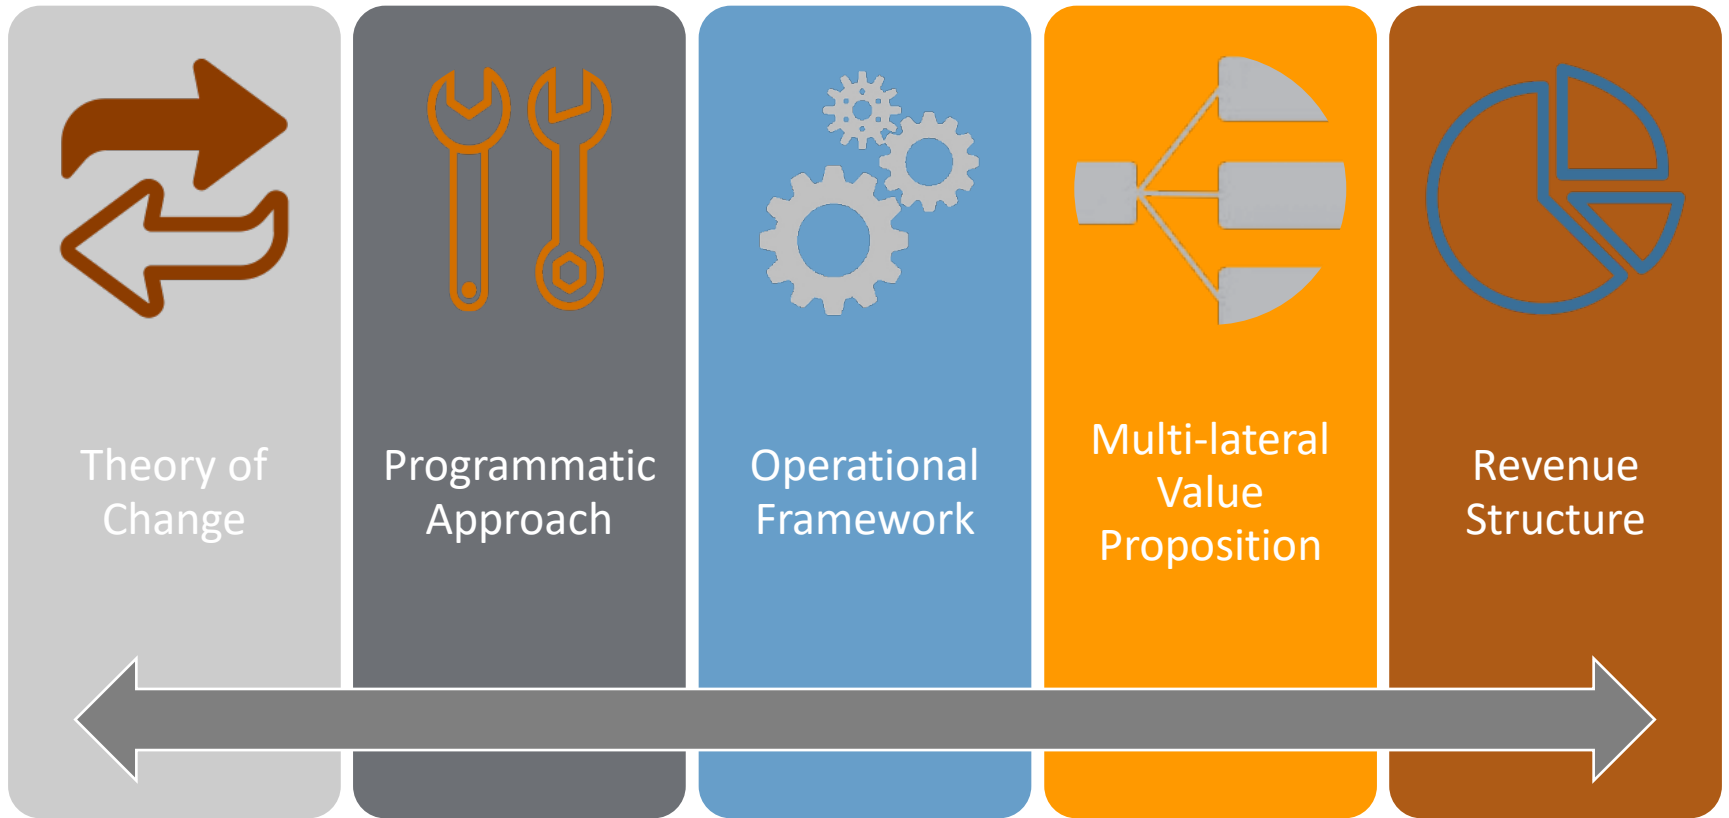 Theory of
Change
Programmatic
Approach
Operational
Framework
Multi-lateral
Value
Proposition
Revenue
Structure